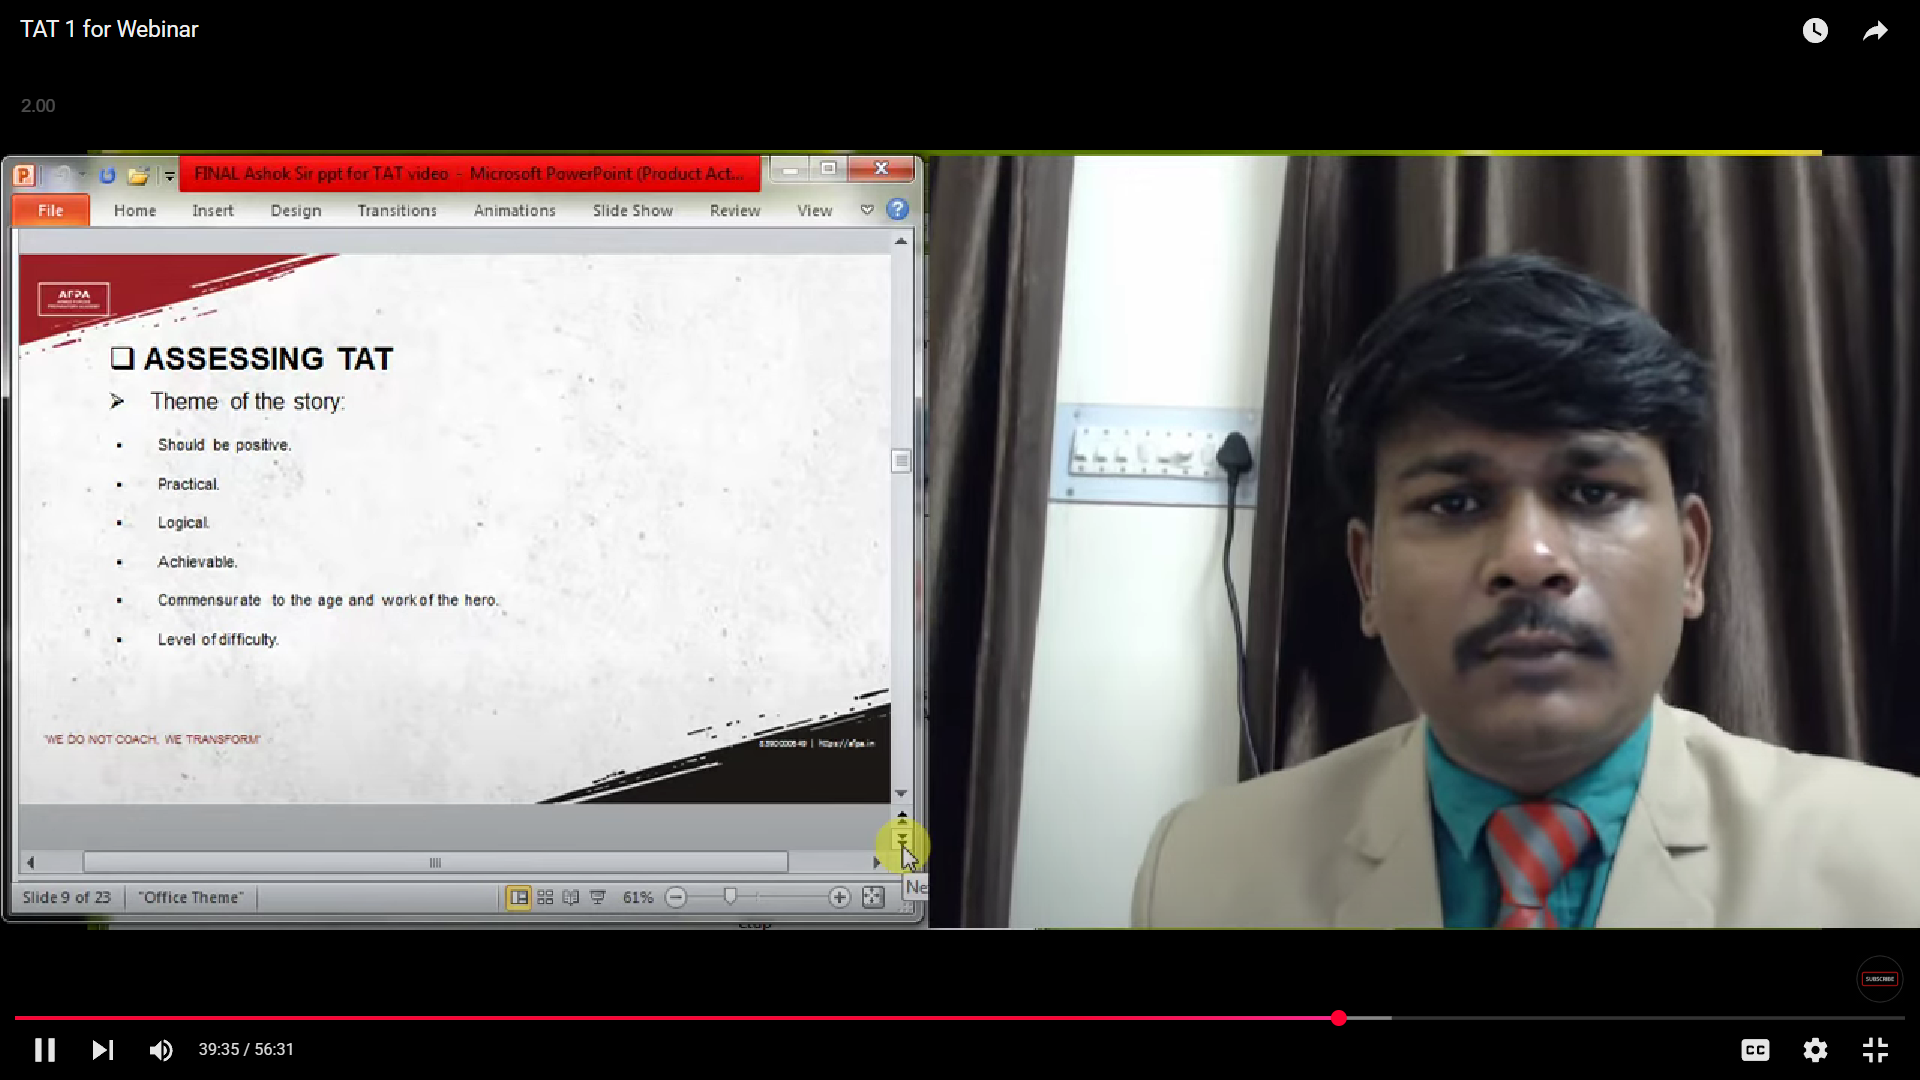 TAT 1 for Webinar
2.00
FINAL Ashok Sir ppt for TAT video - Microsoft PowerPoint (Product Act...
File Home Insert Design Transitions Animations Slide Show Review View
AFPA
❑ ASSESSING TAT
➢ Theme of the story:
▪ Should be positive.
▪ Practical.
▪ Logical.
▪ Achievable.
▪ Commensurate to the age and work of the hero.
▪ Level of difficulty.
"WE DO NOT COACH, WE TRANSFORM"
https://afpa.in
Slide 9 of 23 "Office Theme" 61%
Ne
SUBSCRIBE
39:35 / 56:31
CC